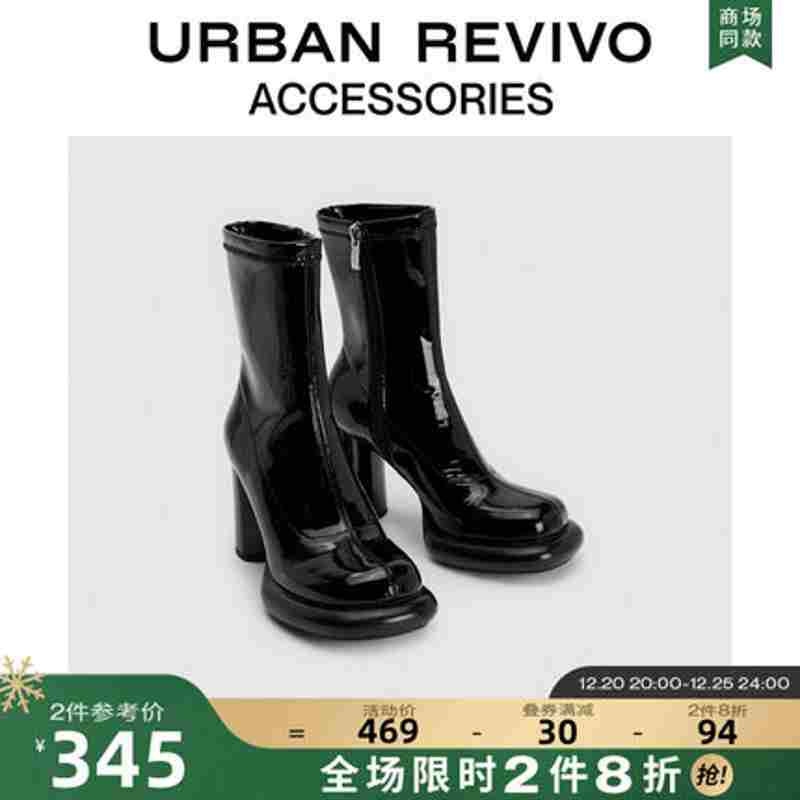 URBAN REVIVO
ACCESSORIES
商场
同款
12.20 20:00-12.25 24:00
2件参考价
¥345
活动价 叠券满减 2件8折
= 469 - 30 - 94
全场限时2件8折 抢!